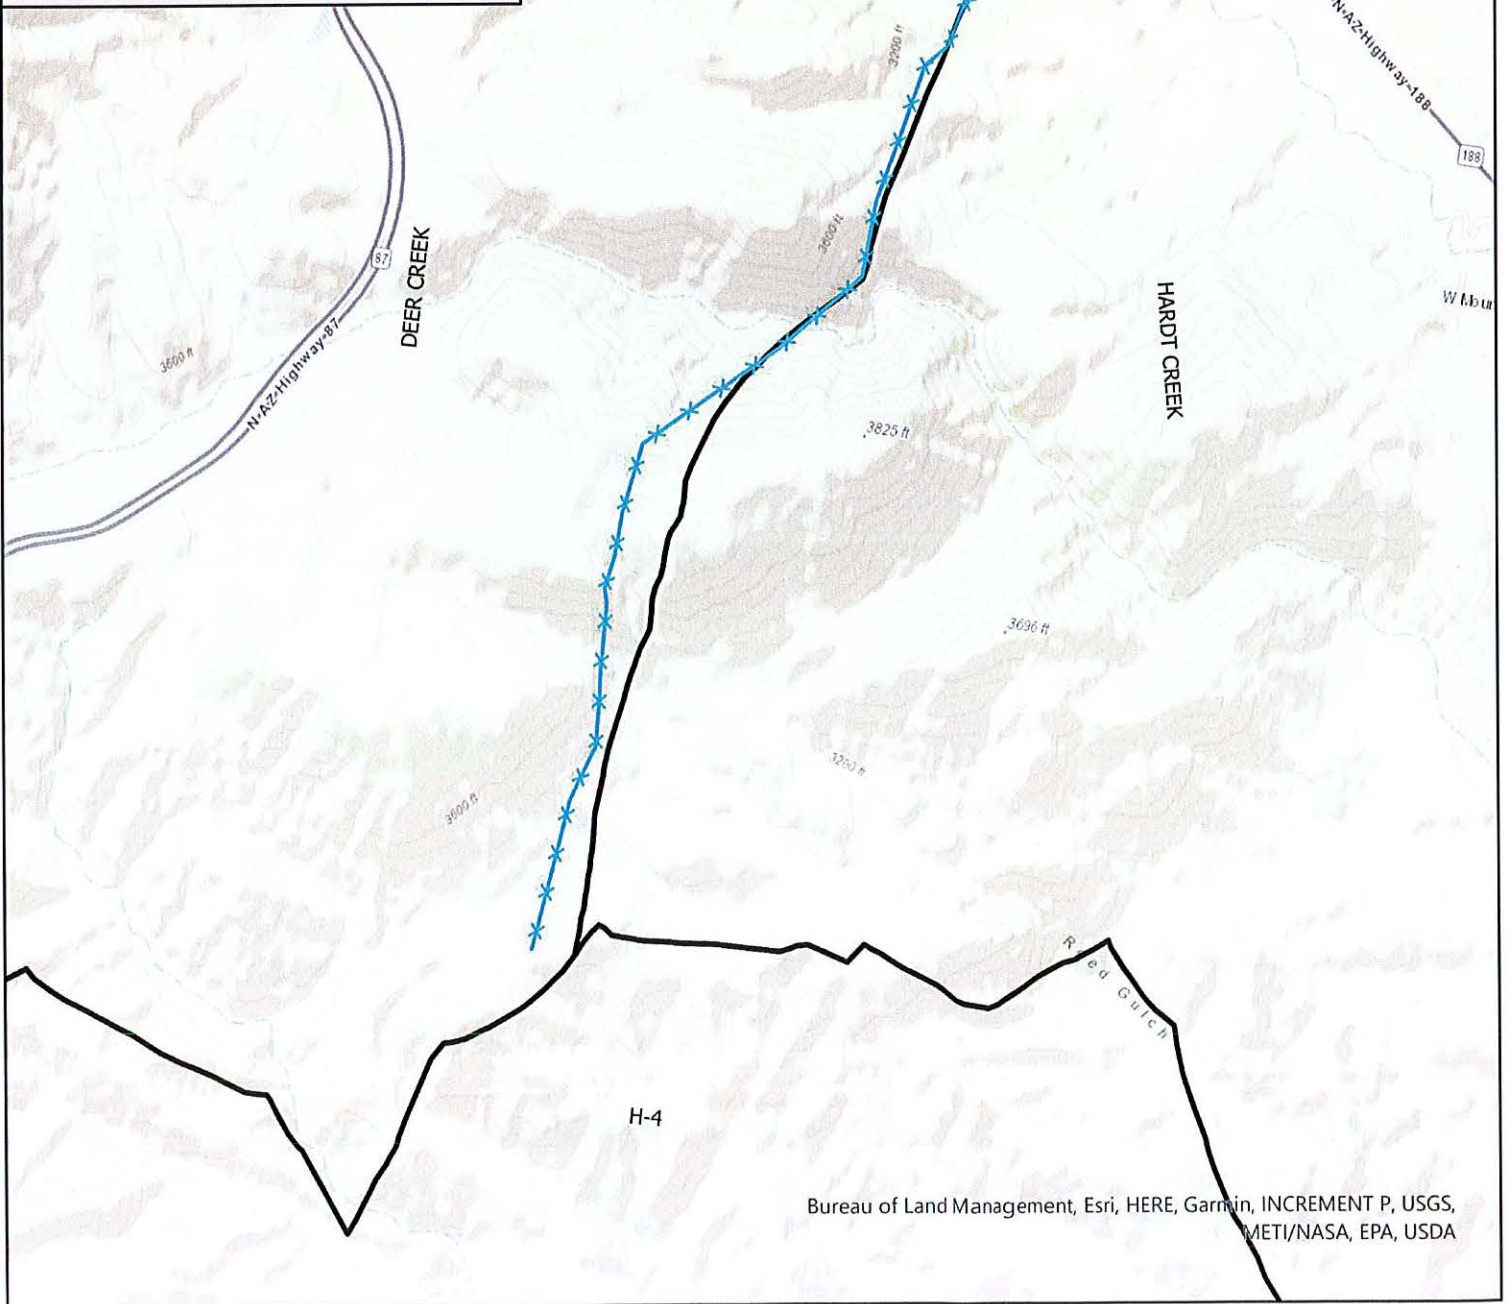 N-AZ-Highway-188
188
3200 ft
3600 ft
87
DEER CREEK
HARDT CREEK
W Mour
N-AZ-Highway-87
3600 ft
3825 ft
3696 ft
3200 ft
3600 ft
Reed Gulch
H-4
Bureau of Land Management, Esri, HERE, Garmin, INCREMENT P, USGS,
METI/NASA, EPA, USDA